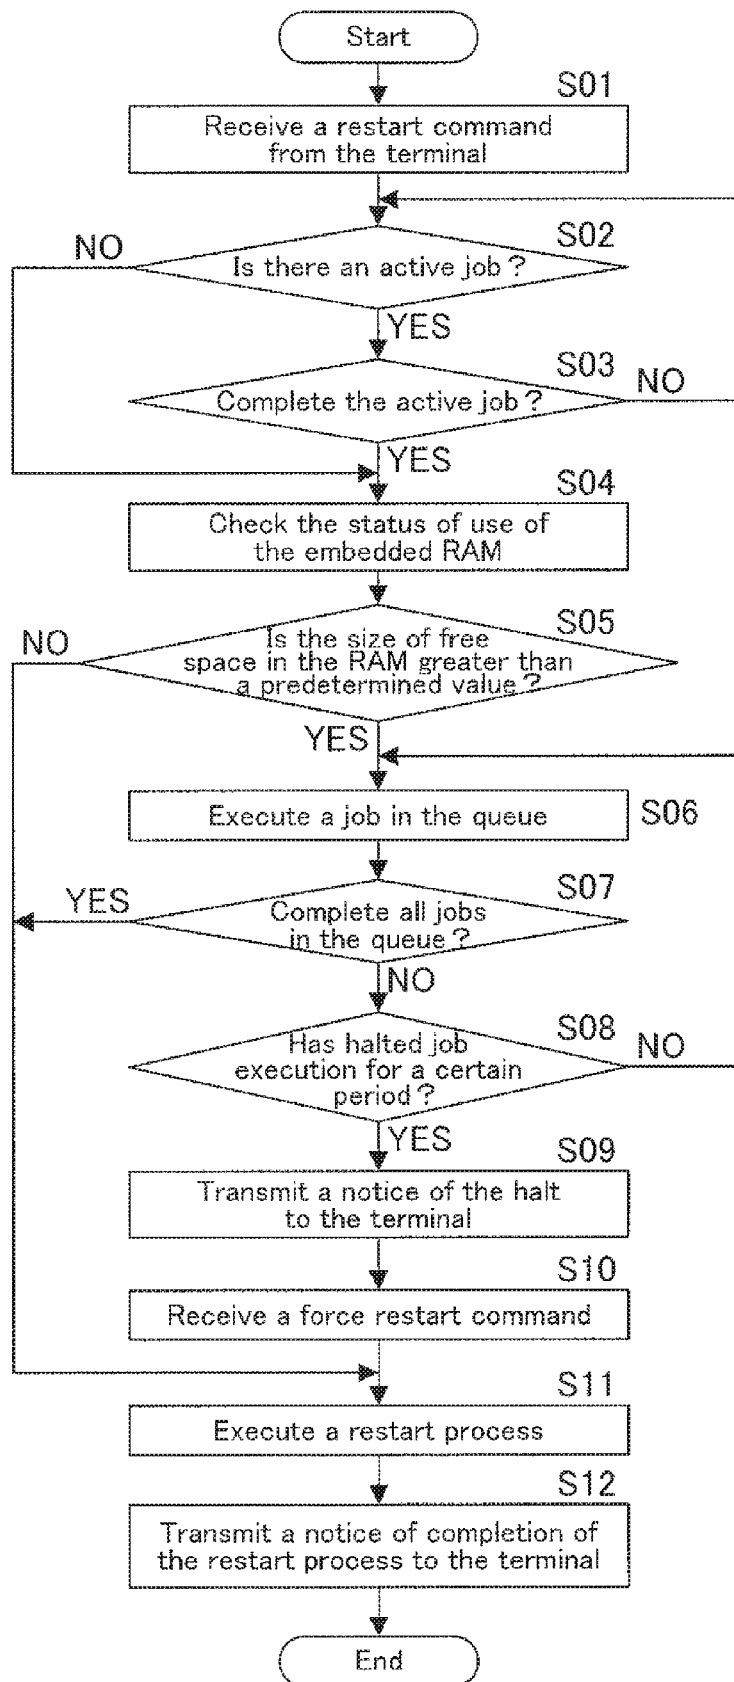 Start
S01
Receive a restart command
from the terminal
S02
NO
Is there an active job?
YES
S03
NO
Complete the active job?
YES
S04
Check the status of use of
the embedded RAM
S05
NO
Is the size of free
space in the RAM greater than
a predetermined value?
YES
Execute a job in the queue
S06
YES
S07
Complete all jobs
in the queue?
NO
S08
NO
Has halted job
execution for a certain
period?
YES
S09
Transmit a notice of the halt
to the terminal
S10
Receive a force restart command
S11
Execute a restart process
S12
Transmit a notice of completion of
the restart process to the terminal
End